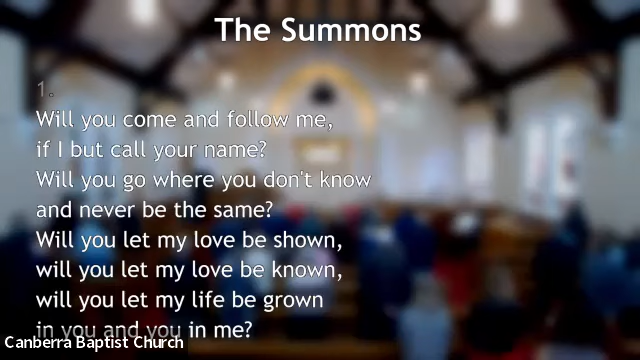 The Summons
1.
Will you come and follow me,
if I but call your name?
Will you go where you don't know
and never be the same?
Will you let my love be shown,
will you let my love be known,
will you let my life be grown
in you and you in me?
Canberra Baptist Church